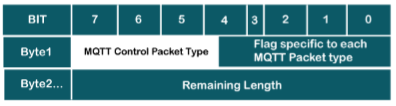 BIT 7 6 5 4 3 2 1 0
Byte1 MQTT Control Packet Type Flag specific to each
MQTT Packet type
Byte2... Remaining Length